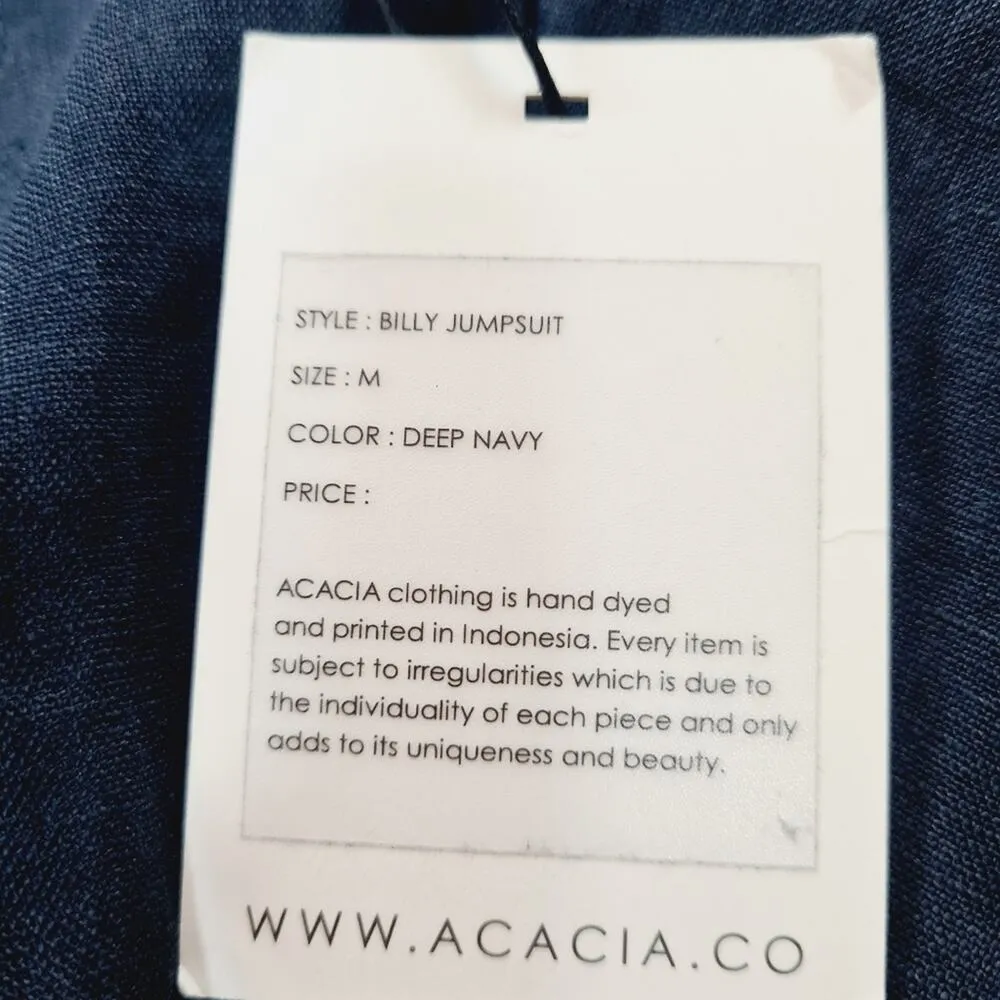 STYLE : BILLY JUMPSUIT
SIZE : M
COLOR : DEEP NAVY
PRICE :
ACACIA clothing is hand dyed
and printed in Indonesia. Every item is
subject to irregularities which is due to
the individuality of each piece and only
adds to its uniqueness and beauty.
WWW.ACACIA.CO